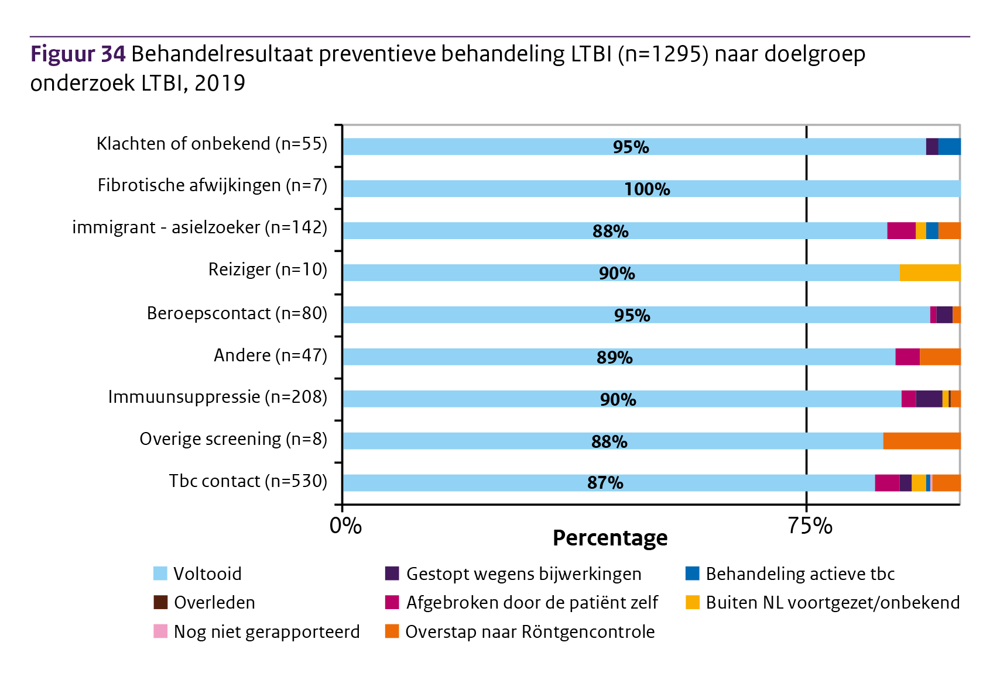 Figuur 34 Behandelresultaat preventieve behandeling LTBI (n=1295) naar doelgroep
onderzoek LTBI, 2019
Klachten of onbekend (n=55)
95%
Fibrotische afwijkingen (n=7)
100%
immigrant - asielzoeker (n=142)
88%
Reiziger (n=10)
90%
Beroepscontact (n=80)
95%
Andere (n=47)
89%
Immuunsuppressie (n=208)
90%
Overige screening (n=8)
88%
Tbc contact (n=530)
87%
0%
75%
Percentage
Voltooid
Gestopt wegens bijwerkingen
Behandeling actieve tbc
Overleden
Afgebroken door de patiënt zelf
Buiten NL voortgezet/onbekend
Nog niet gerapporteerd
Overstap naar Röntgencontrole